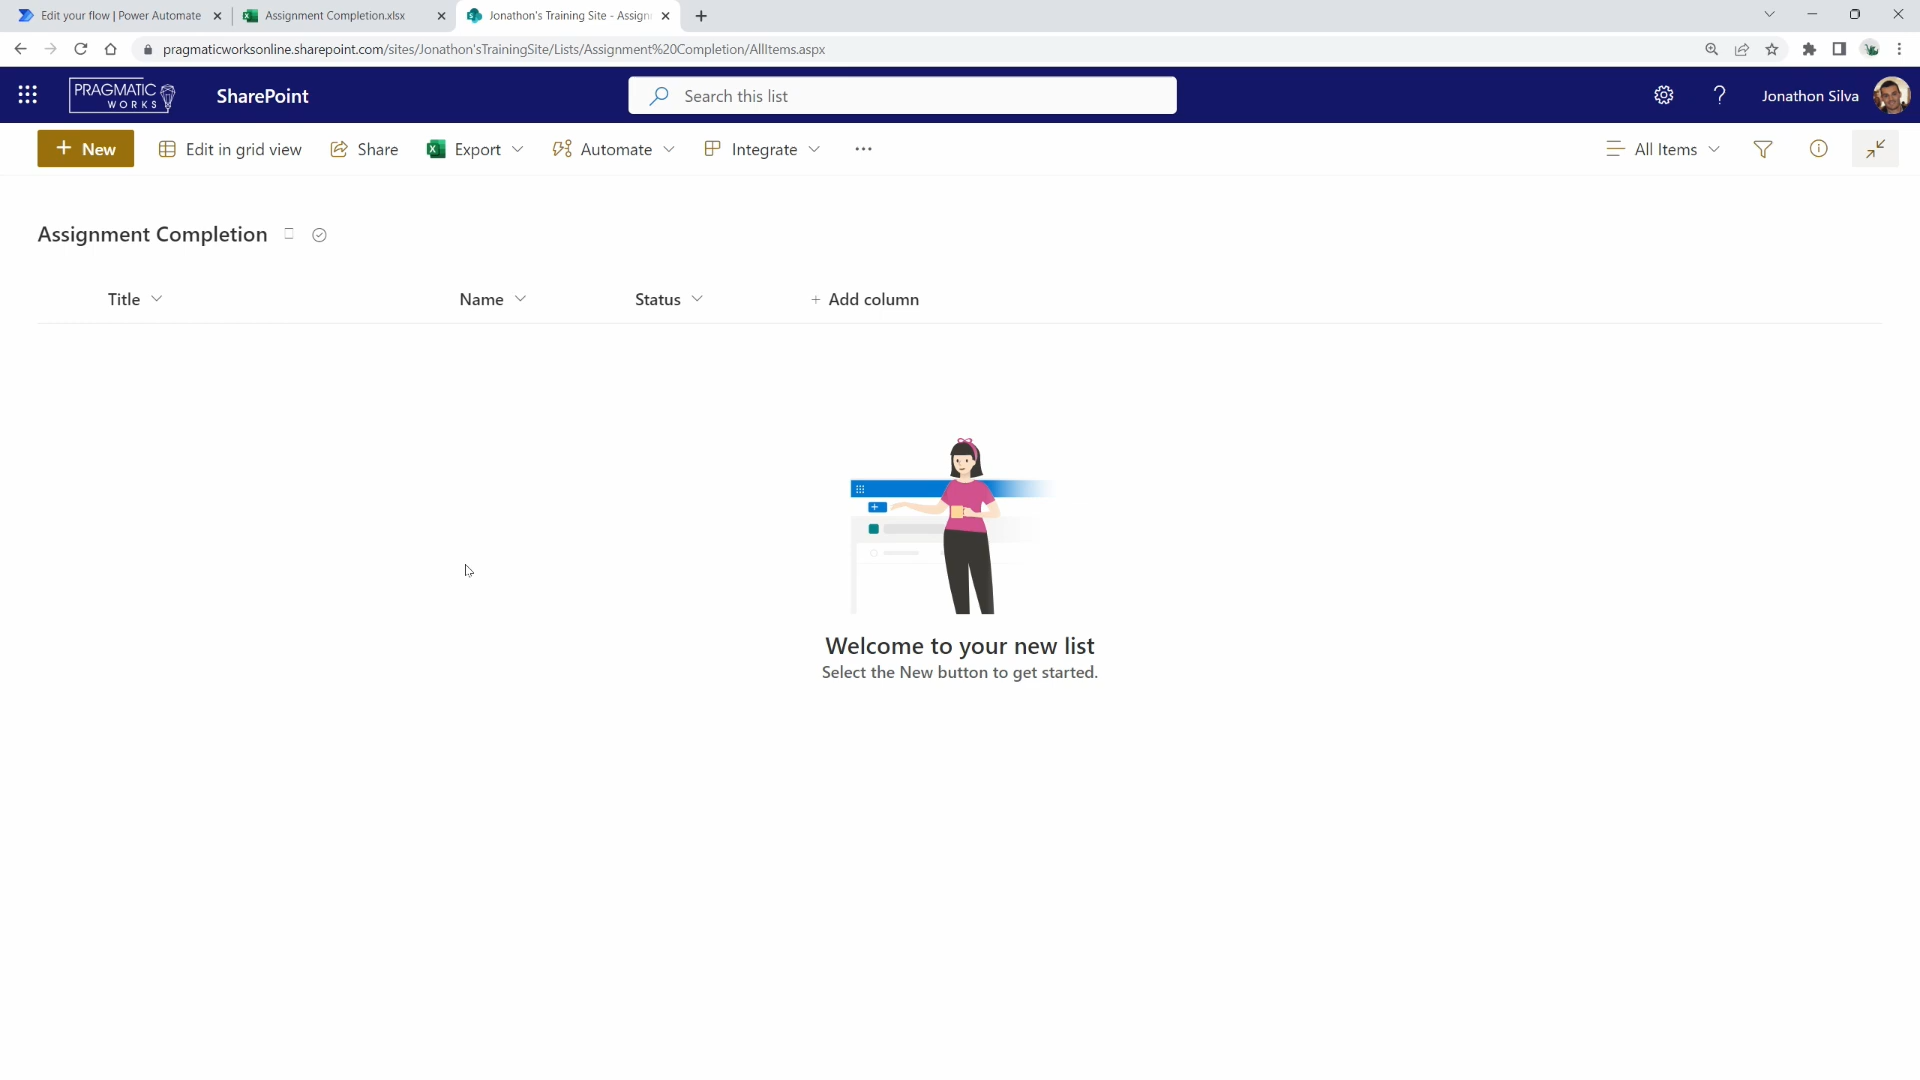 Edit your flow | Power Automate
Assignment Completion.xlsx
Jonathon's Training Site - Assign
pragmaticworksonline.sharepoint.com/sites/Jonathon'sTrainingSite/Lists/Assignment%20Completion/AllItems.aspx
PRAGMATIC
WORKS
SharePoint
Search this list
Jonathon Silva
New
Edit in grid view
Share
Export
Automate
Integrate
All Items
Assignment Completion
Title
Name
Status
+ Add column
Welcome to your new list
Select the New button to get started.